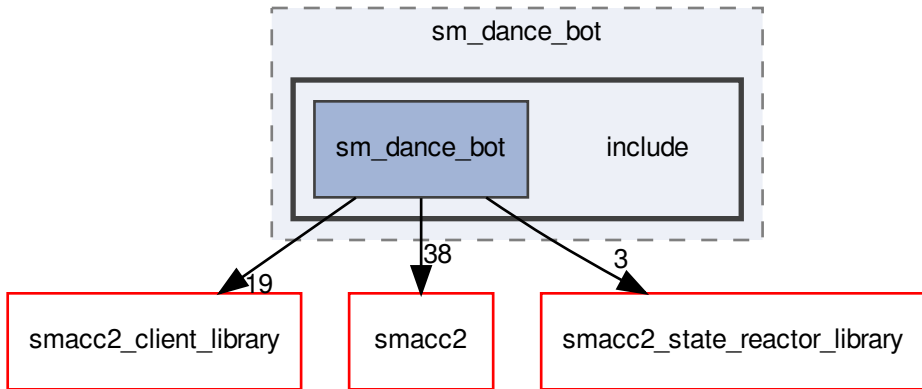 sm_dance_bot
sm_dance_bot
include
19
38
3
smacc2_client_library
smacc2
smacc2_state_reactor_library